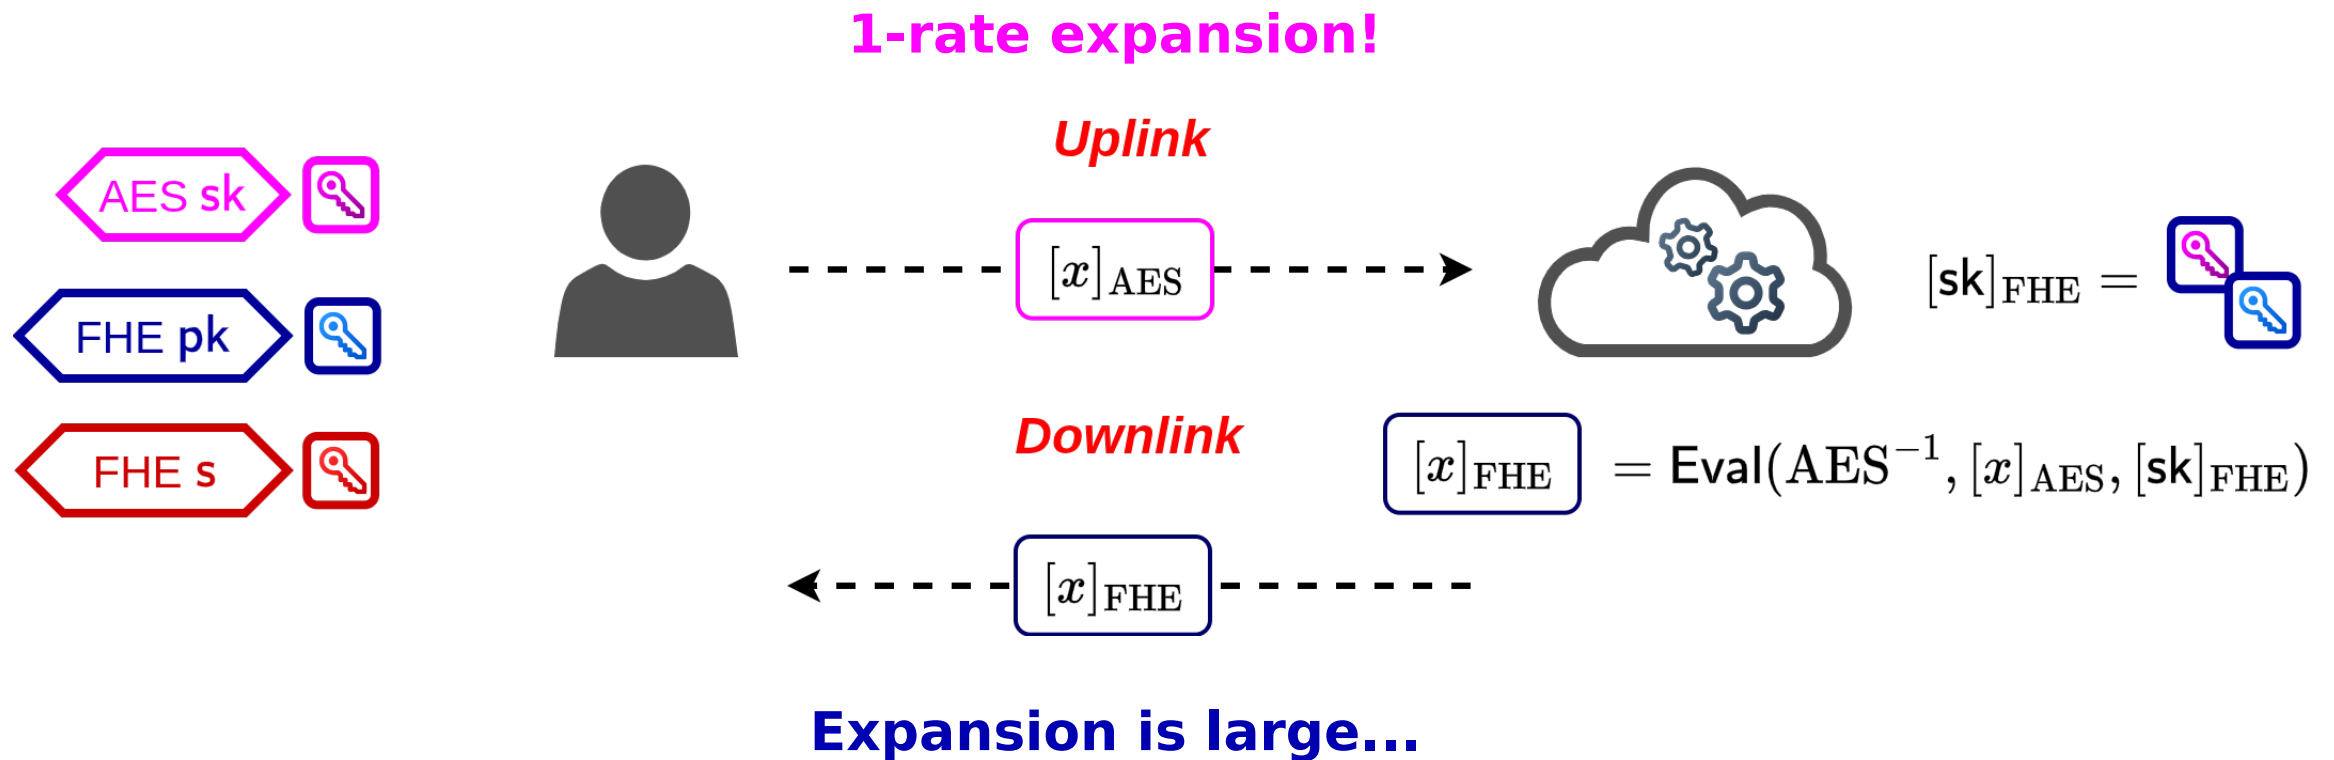 1-rate expansion!
Uplink
AES sk
[x]AES
[sk]FHE =
FHE pk
Downlink
FHE s
[x]FHE = Eval(AES⁻¹, [x]AES, [sk]FHE)
[x]FHE
Expansion is large...